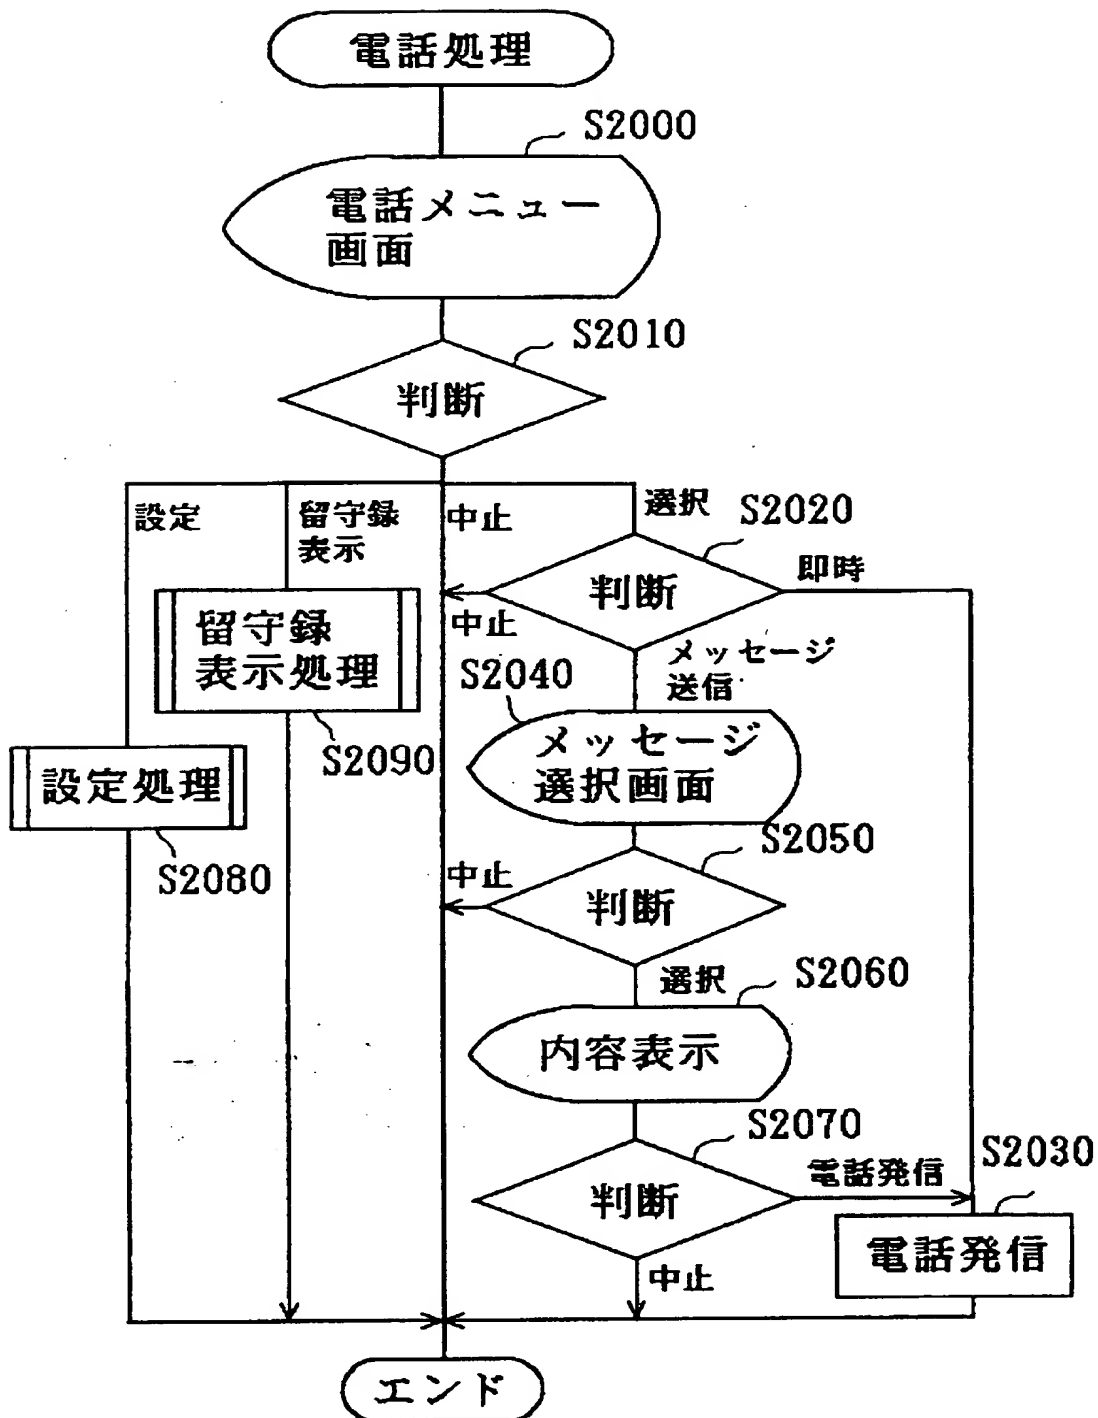 電話処理
S2000
電話メニュー
画面
S2010
判断
設定
留守録
表示
中止
選択
S2020
判断
即時
中止
メッセージ
送信
留守録
表示処理
S2090
S2040
メッセージ
選択画面
設定処理
S2080
S2050
中止
判断
選択
S2060
内容表示
S2070
判断
電話発信
S2030
電話発信
中止
エンド